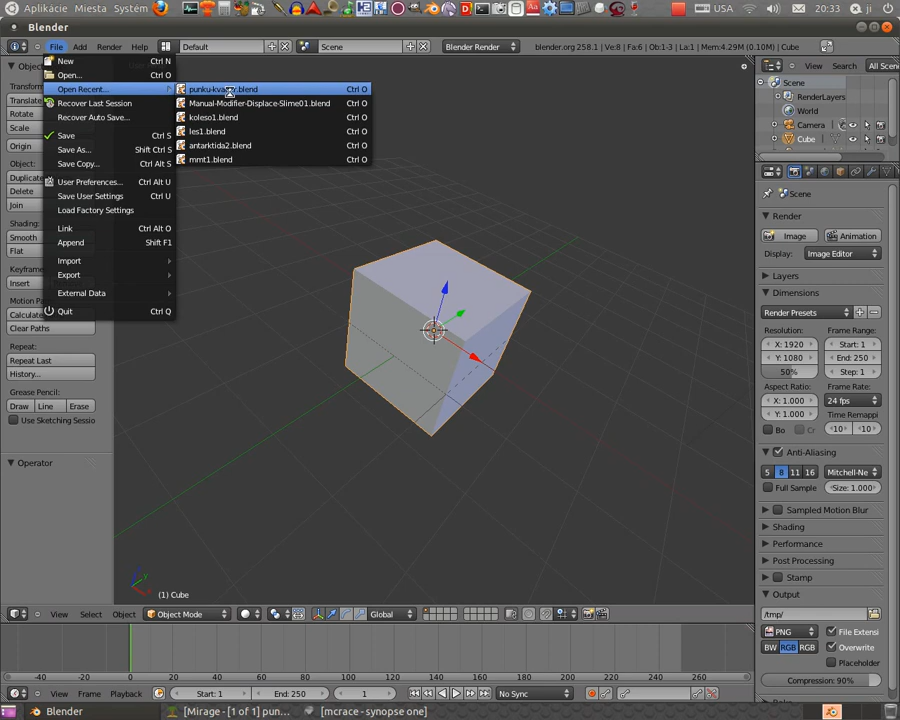 Aplikácie Miesta Systém USA 20:33 ji
Blender
File Add Render Help Default Scene Blender Render blender.org 258.1 | Ve:8 | Fa:6 | Ob:1-3 | La:1 | Mem:4.29M (0.10M) | Cube
New Ctrl N
Open... Ctrl O
Open Recent...
Recover Last Session
Recover Auto Save...
Save Ctrl S
Save As... Shift Ctrl S
Save Copy... Ctrl Alt S
User Preferences... Ctrl Alt U
Save User Settings Ctrl U
Load Factory Settings
Link Ctrl Alt O
Append Shift F1
Import
Export
External Data
Quit Ctrl Q
Ctrl O
Manual-Modifier-Displace-Slime01.blend Ctrl O
koleso1.blend Ctrl O
les1.blend Ctrl O
antarktida2.blend Ctrl O
mmt1.blend Ctrl O
Transform
Translate
Rotate
Scale
Origin
Object:
Duplicate
Delete
Join
Shading:
Smooth
Flat
Keyframe
Insert
Motion Pa
Calculate
Clear Paths
Repeat:
Repeat Last
History...
Grease Pencil:
Draw Line Erase
Use Sketching Sessio
Operator
(1) Cube
View Select Object Object Mode Global
View Search All Scen
Scene
RenderLayers
World
Camera
Cube
Scene
Render
Image Animation
Display: Image Editor
Layers
Dimensions
Render Presets
Resolution: Frame Range:
X: 1920 Start: 1
Y: 1080 End: 250
50% Step: 1
Aspect Ratio: Frame Rate:
X: 1.000 24 fps
Y: 1.000 Time Remappi
Bo Cr 10 10
Anti-Aliasing
5 8 11 16 Mitchell-Ne
Full Sample Size: 1.000
Sampled Motion Blur
Shading
Performance
Post Processing
Stamp
Output
/tmp/
PNG File Extensi
BW RGB RGB Overwrite
Placeholder
Compression: 90%
-40 -20 0 20 40 60 80 100 120 140 160 180 200 220 240 260
View Frame Playback Start: 1 End: 250 1 No Sync
Blender [Mirage - [1 of 1] pun... [mcrace - synopse one]